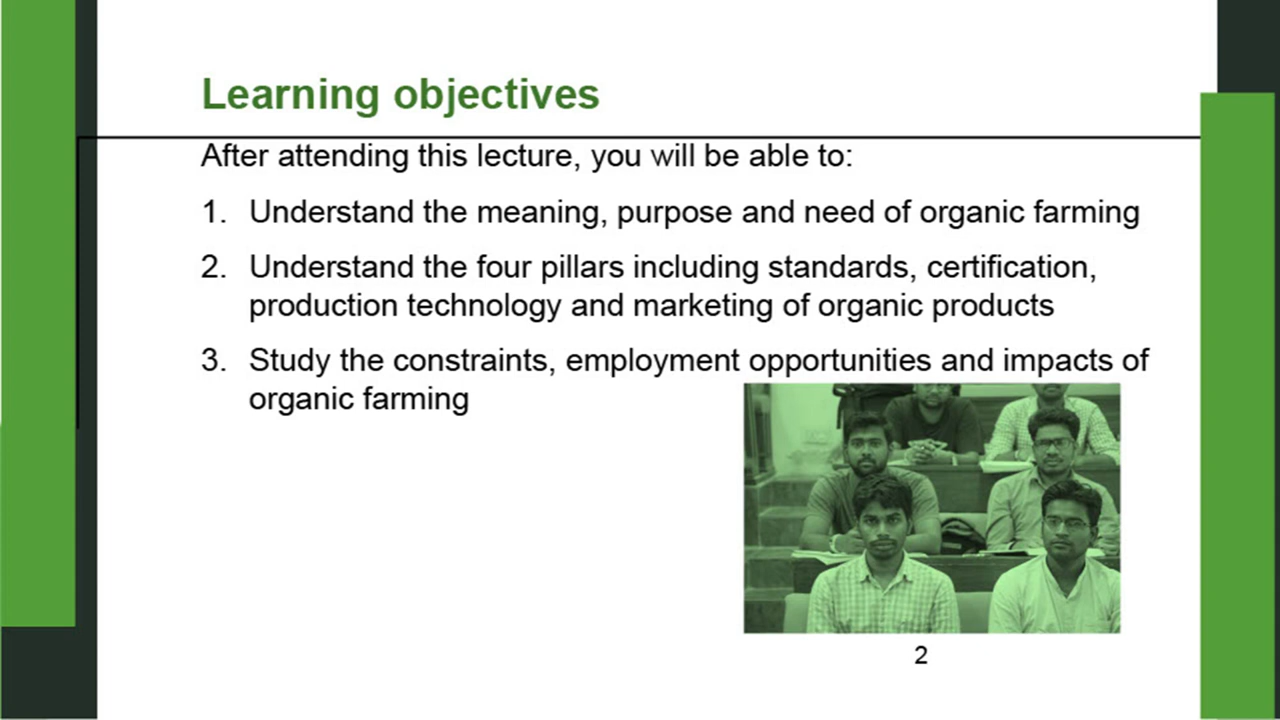 Learning objectives
After attending this lecture, you will be able to:
1. Understand the meaning, purpose and need of organic farming
2. Understand the four pillars including standards, certification,
production technology and marketing of organic products
3. Study the constraints, employment opportunities and impacts of
organic farming
2